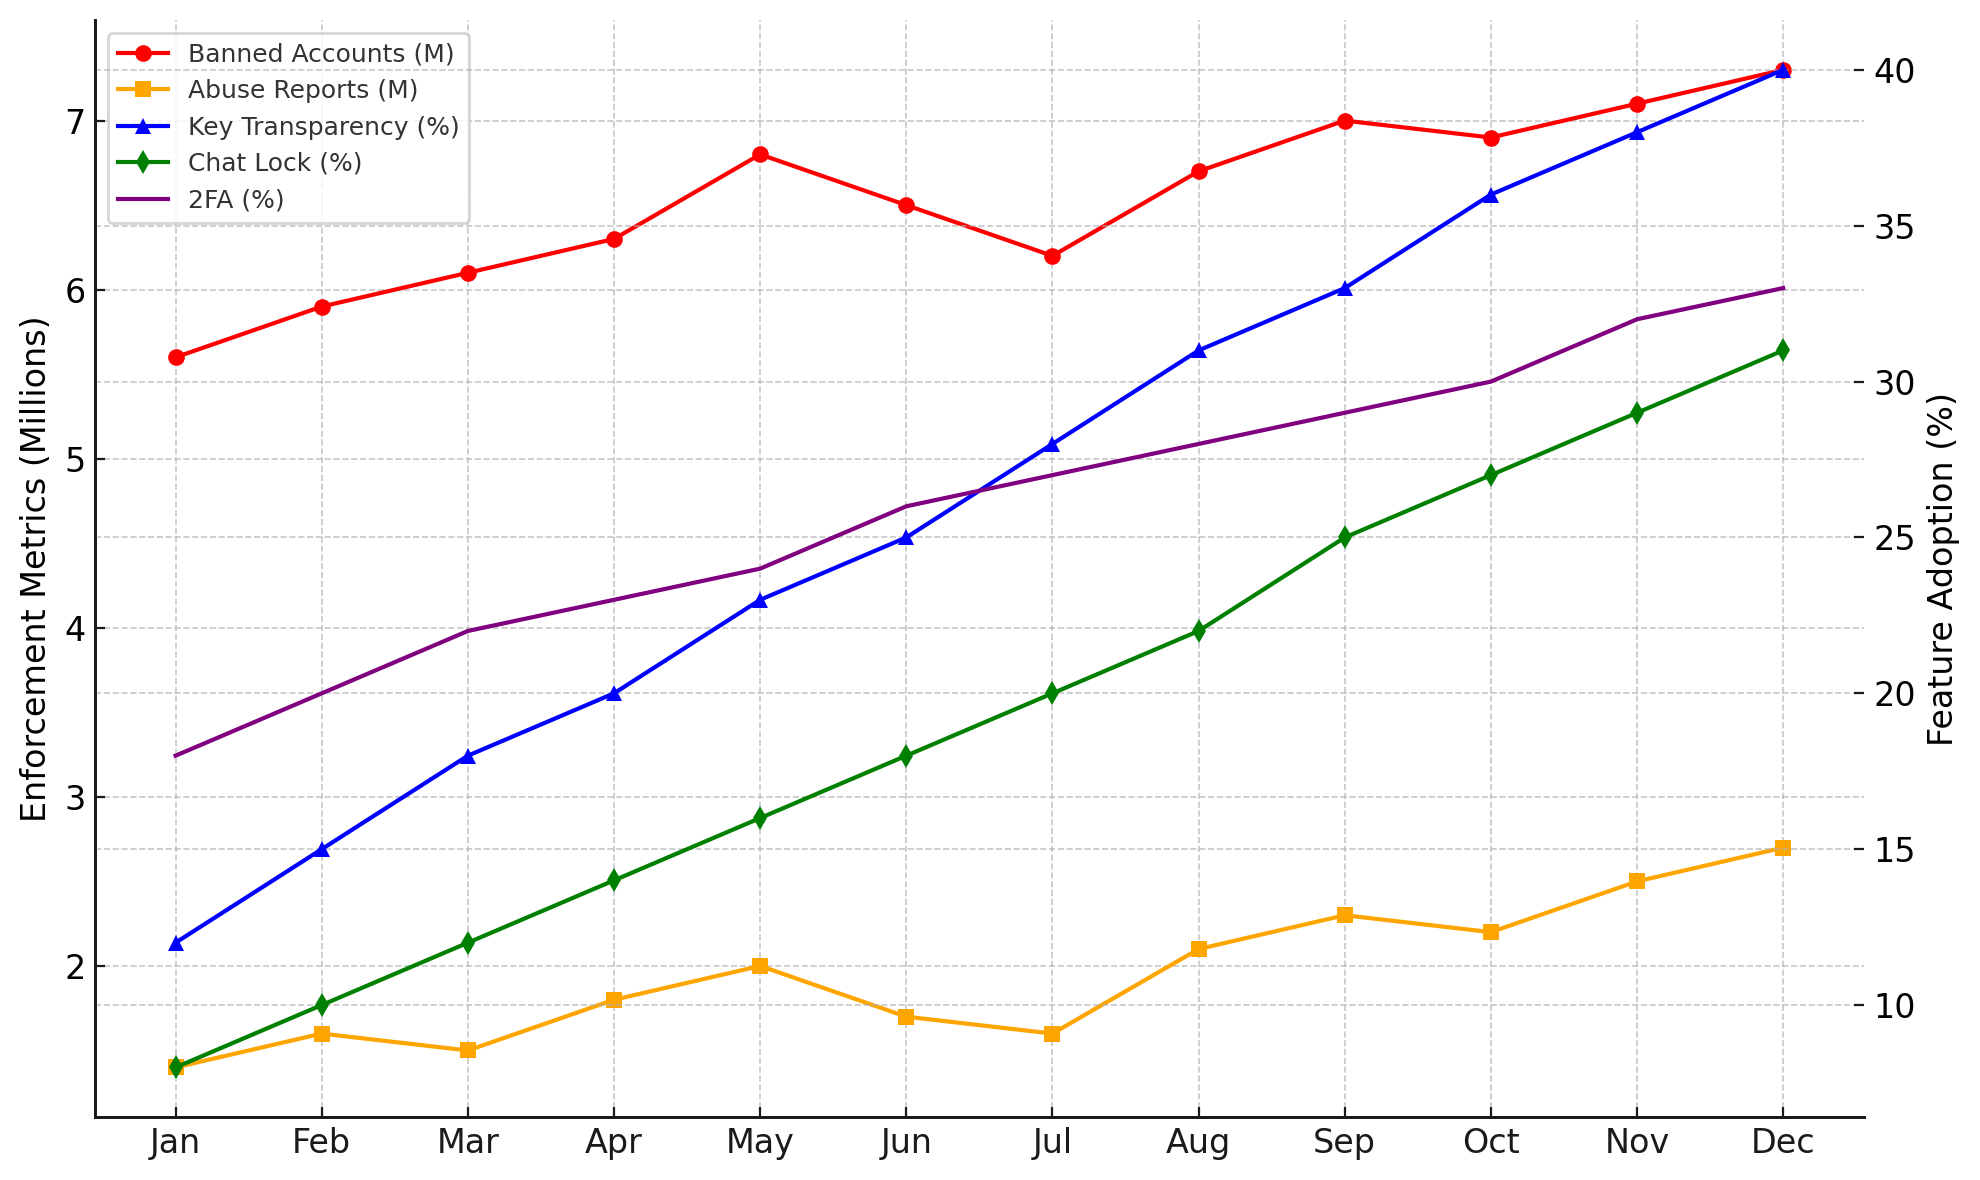 Banned Accounts (M)
Abuse Reports (M)
Key Transparency (%)
Chat Lock (%)
2FA (%)
Enforcement Metrics (Millions)
7
6
5
4
3
2
40
35
30
25
20
15
10
Feature Adoption (%)
Jan Feb Mar Apr May Jun Jul Aug Sep Oct Nov Dec